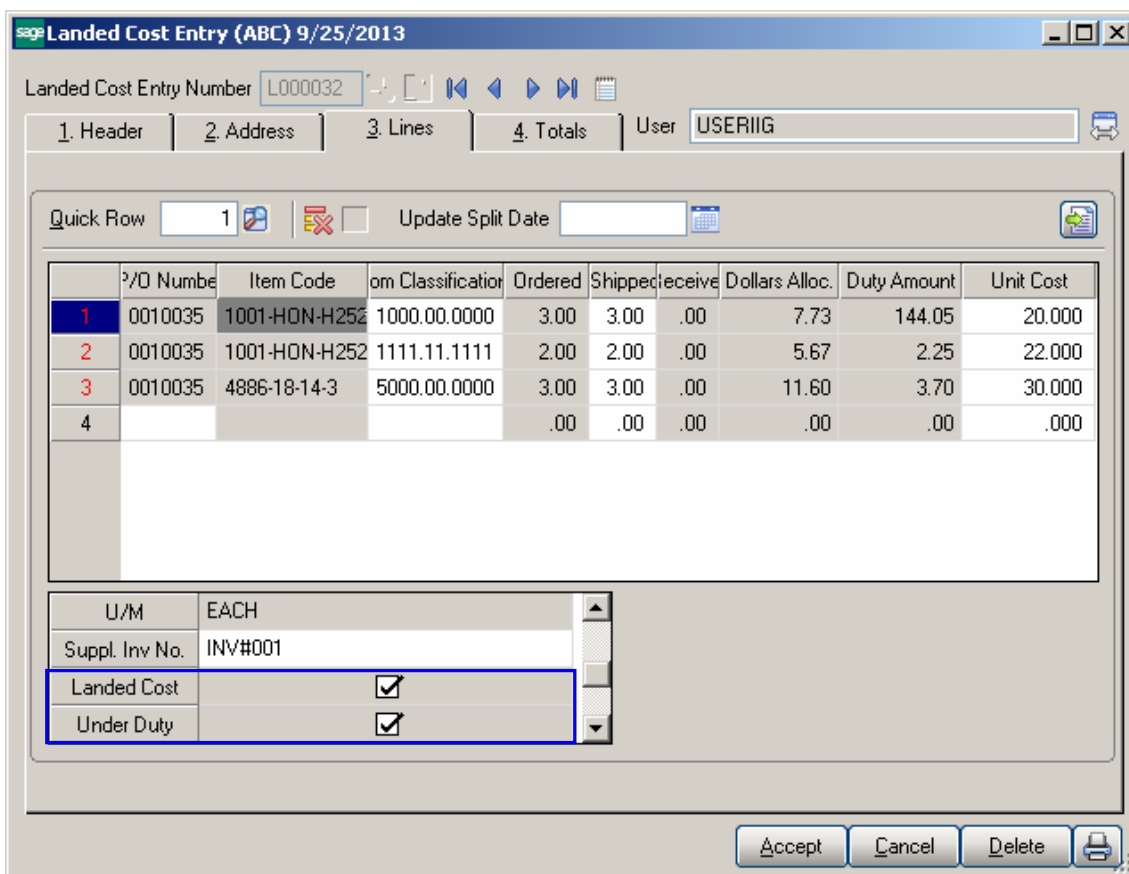 sage Landed Cost Entry (ABC) 9/25/2013
Landed Cost Entry Number L000032
1. Header 2. Address 3. Lines 4. Totals User USERIIG
Quick Row 1 Update Split Date
P/O Numbe Item Code om Classification Ordered Shipped eceive Dollars Alloc. Duty Amount Unit Cost
1 0010035 1001-HON-H252 1000.00.0000 3.00 3.00 .00 7.73 144.05 20.000
2 0010035 1001-HON-H252 1111.11.1111 2.00 2.00 .00 5.67 2.25 22.000
3 0010035 4886-18-14-3 5000.00.0000 3.00 3.00 .00 11.60 3.70 30.000
4 .00 .00 .00 .00 .00 .000
U/M EACH
Suppl. Inv No. INV#001
Landed Cost
Under Duty
Accept Cancel Delete